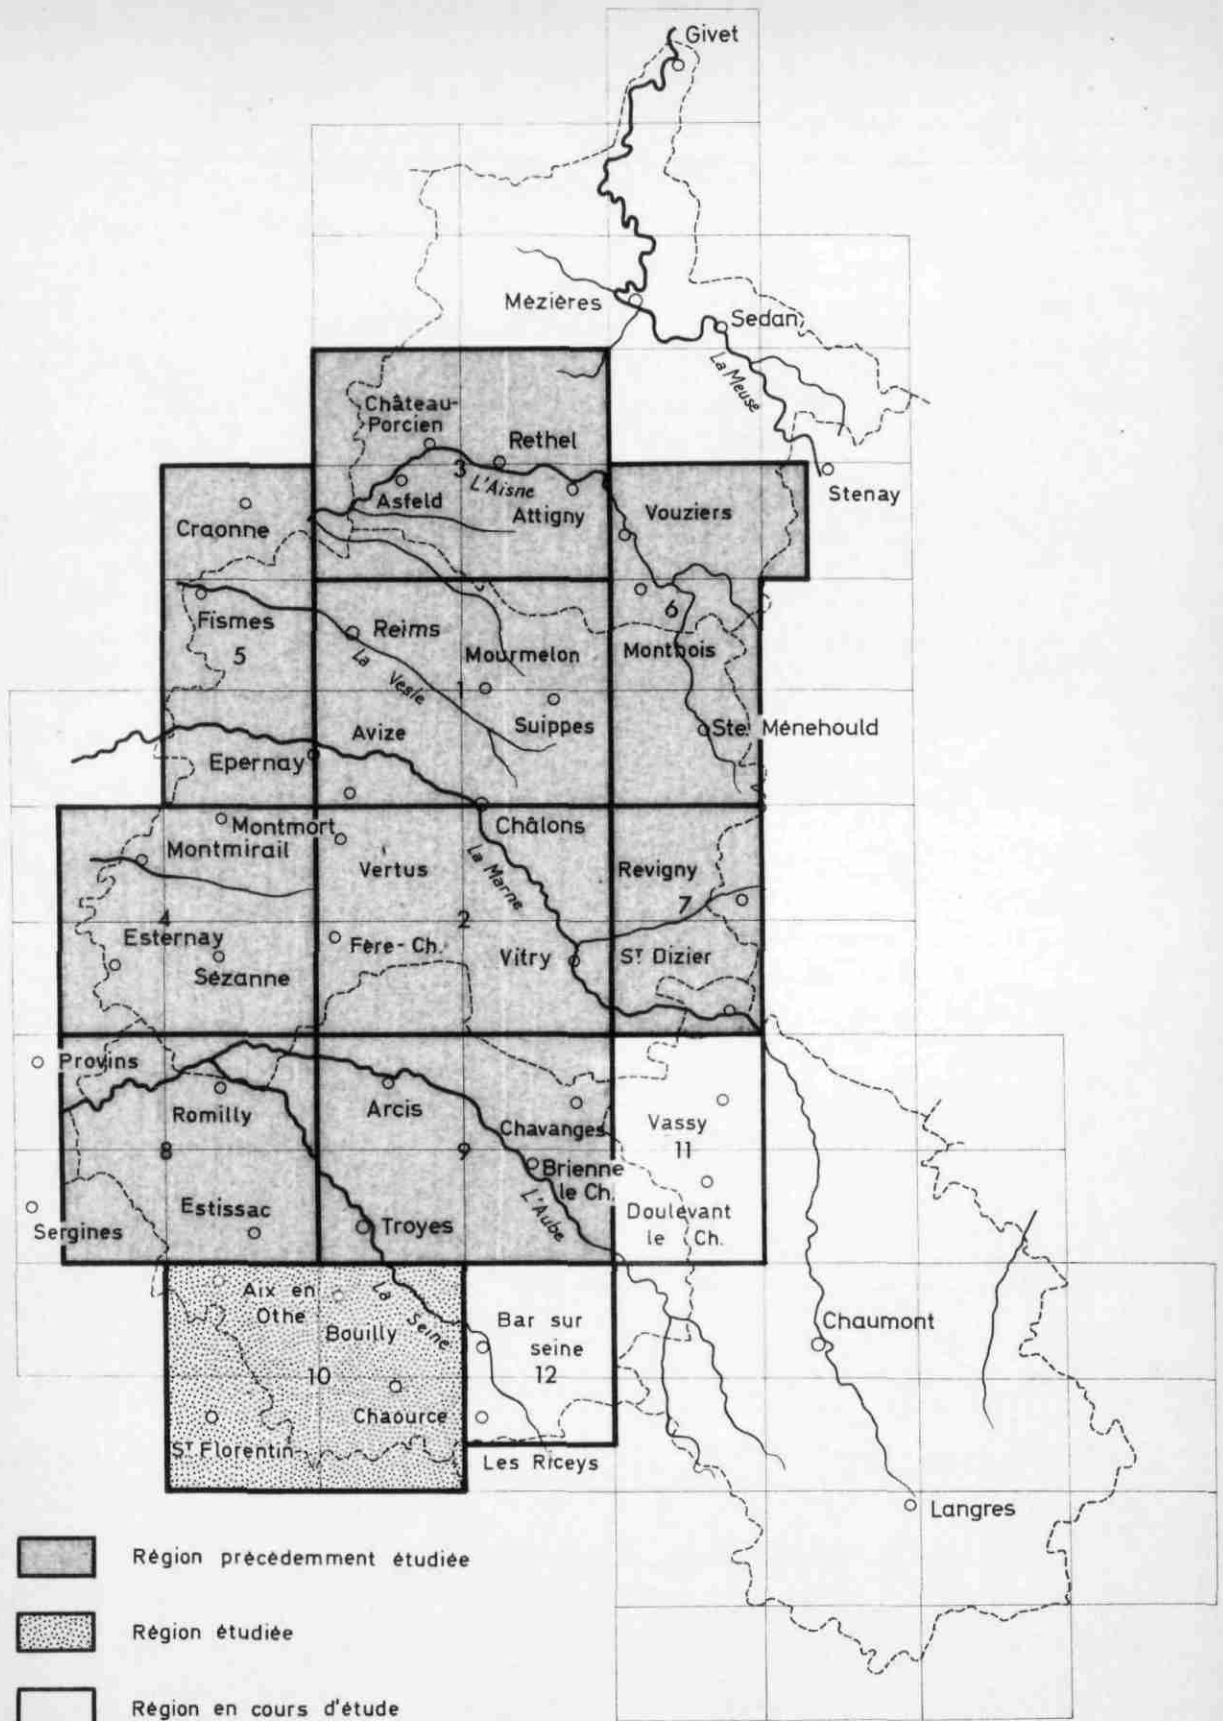 Givet
Mézières
Sedan
La Meuse
Château-
Porcien
Rethel
3
L'Aisne
Asfeld
Attigny
Stenay
Vouziers
Craonne
Fismes
5
Reims
La Vesle
Mourmelon
1
Suippes
6
Monthois
Ste. Ménehould
Avize
Epernay
Châlons
Montmort
Montmirail
Vertus
La Marne
Revigny
7
4
Esternay
Sézanne
2
Fère-Ch.
Vitry
St Dizier
Provins
Romilly
Arcis
Chavanges
Vassy
11
8
9
Brienne
le Ch.
L'Aube
Doulevant
le Ch.
Estissac
Troyes
Sergines
Aix en
Othe
Bouilly
La Seine
Bar sur
seine
12
10
Chaource
St Florentin
Les Riceys
Chaumont
Langres
Région précédemment étudiée
Région étudiée
Région en cours d'étude